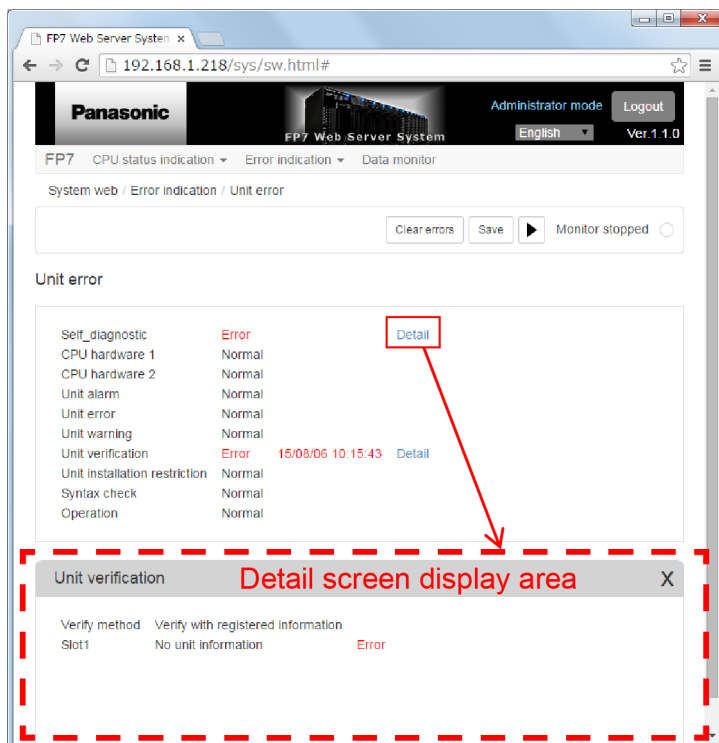 FP7 Web Server System
192.168.1.218/sys/sw.html#
Panasonic
FP7 Web Server System
Administrator mode
Logout
English
Ver.1.1.0
FP7 CPU status indication Error indication Data monitor
System web / Error indication / Unit error
Clear errors Save Monitor stopped
Unit error
Self_diagnostic Error Detail
CPU hardware 1 Normal
CPU hardware 2 Normal
Unit alarm Normal
Unit error Normal
Unit warning Normal
Unit verification Error 15/08/06 10:15:43 Detail
Unit installation restriction Normal
Syntax check Normal
Operation Normal
Unit verification Detail screen display area X
Verify method Verify with registered information
Slot1 No unit information Error